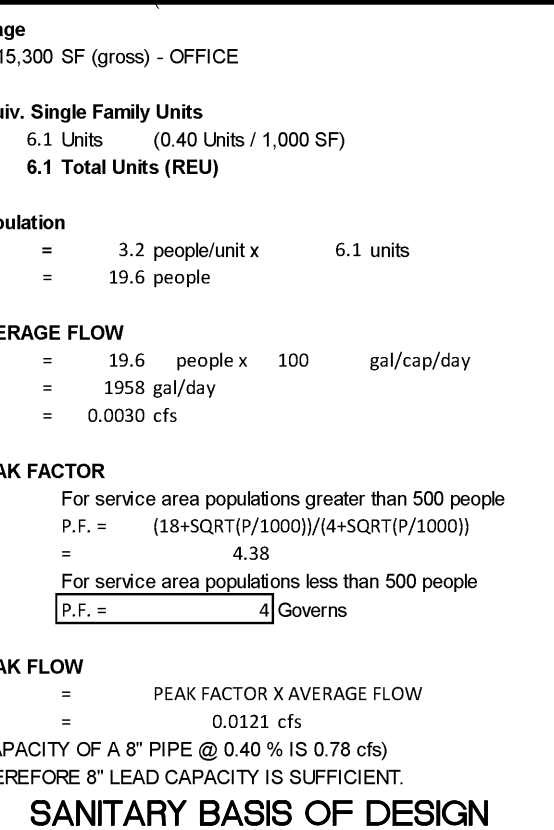 age
15,300 SF (gross) - OFFICE
uiv. Single Family Units
6.1 Units (0.40 Units / 1,000 SF)
6.1 Total Units (REU)
pulation
= 3.2 people/unit x 6.1 units
= 19.6 people
ERAGE FLOW
= 19.6 people x 100 gal/cap/day
= 1958 gal/day
= 0.0030 cfs
AK FACTOR
For service area populations greater than 500 people
P.F. = (18+SQRT(P/1000))/(4+SQRT(P/1000))
= 4.38
For service area populations less than 500 people
P.F. = 4 Governs
AK FLOW
= PEAK FACTOR X AVERAGE FLOW
= 0.0121 cfs
APACITY OF A 8" PIPE @ 0.40 % IS 0.78 cfs)
EREFORE 8" LEAD CAPACITY IS SUFFICIENT.
SANITARY BASIS OF DESIGN